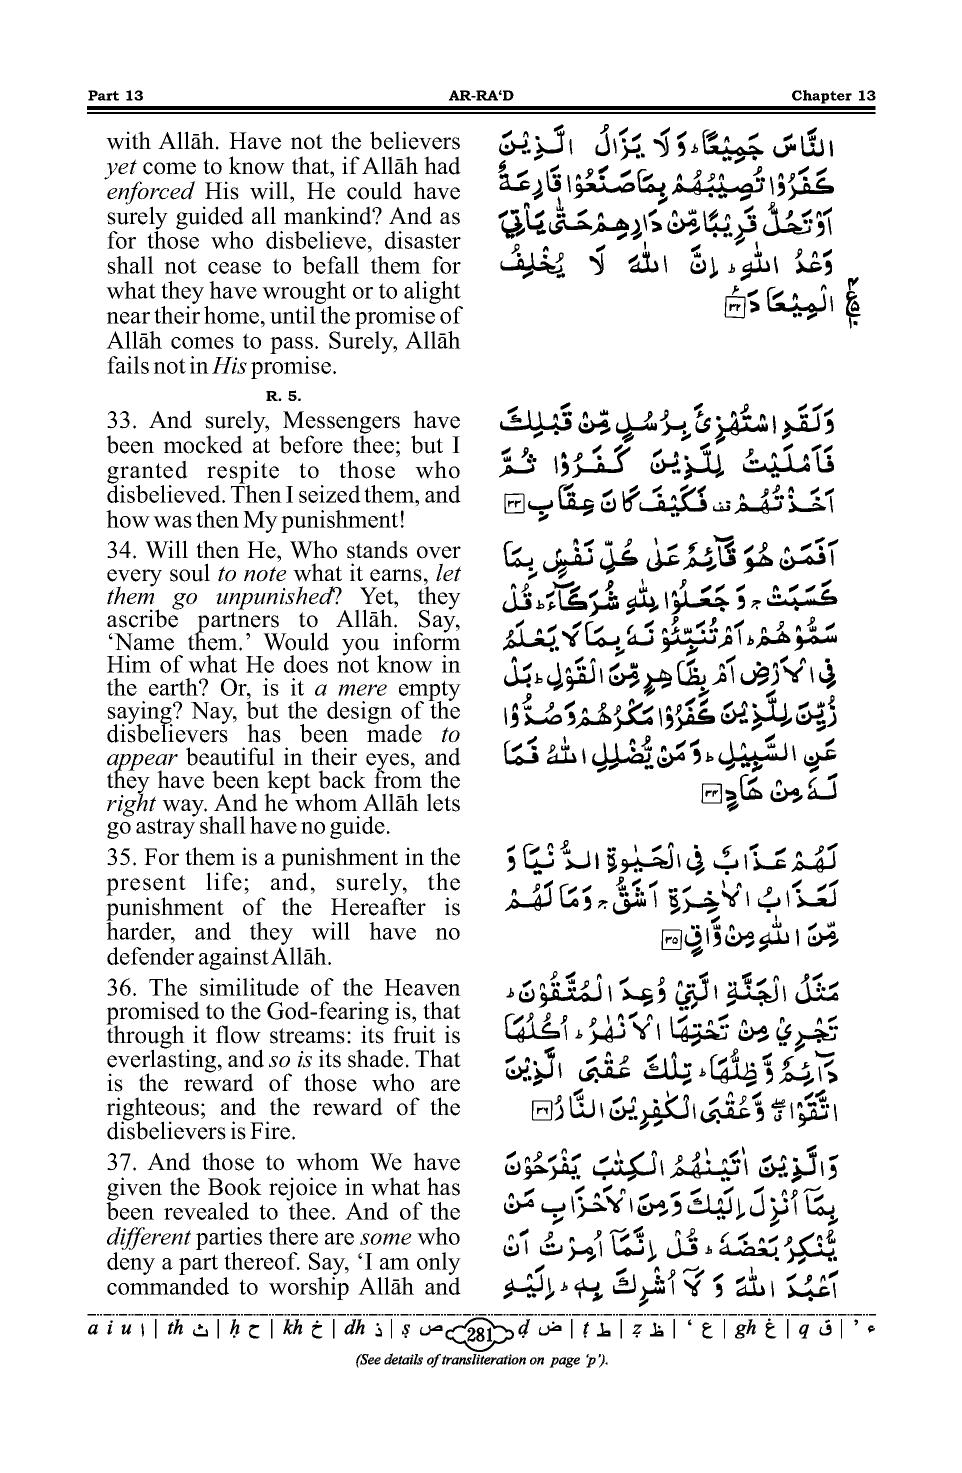 Part 13 AR-RA‘D Chapter 13
with Allāh. Have not the believers
yet come to know that, if Allāh had
enforced His will, He could have
surely guided all mankind? And as
for those who disbelieve, disaster
shall not cease to befall them for
what they have wrought or to alight
near their home, until the promise of
Allāh comes to pass. Surely, Allāh
fails not in His promise.
R. 5.
33. And surely, Messengers have
been mocked at before thee; but I
granted respite to those who
disbelieved. Then I seized them, and
how was then My punishment!
34. Will then He, Who stands over
every soul to note what it earns, let
them go unpunished? Yet, they
ascribe partners to Allāh. Say,
‘Name them.’ Would you inform
Him of what He does not know in
the earth? Or, is it a mere empty
saying? Nay, but the design of the
disbelievers has been made to
appear beautiful in their eyes, and
they have been kept back from the
right way. And he whom Allāh lets
go astray shall have no guide.
35. For them is a punishment in the
present life; and, surely, the
punishment of the Hereafter is
harder, and they will have no
defender against Allāh.
36. The similitude of the Heaven
promised to the God-fearing is, that
through it flow streams: its fruit is
everlasting, and so is its shade. That
is the reward of those who are
righteous; and the reward of the
disbelievers is Fire.
37. And those to whom We have
given the Book rejoice in what has
been revealed to thee. And of the
different parties there are some who
deny a part thereof. Say, ‘I am only
commanded to worship Allāh and
النَّاسَ جَمِيْعًا ؕ وَ لَا يَزَالُ الَّذِيْنَ
كَفَرُوْا تُصِيْبُهُمْ بِمَا صَنَعُوْا قَارِعَةٌ
اَوْ تَحُلُّ قَرِيْبًا مِّنْ دَارِهِمْ حَتّٰى يَاْتِيَ
وَعْدُ اللّٰهِ ؕ اِنَّ اللّٰهَ لَا يُخْلِفُ
الْمِيْعَادَ ۳۲
وَلَقَدِ اسْتُهْزِئَ بِرُسُلٍ مِّنْ قَبْلِكَ
فَاَمْلَيْتُ لِلَّذِيْنَ كَفَرُوْا ثُمَّ
اَخَذْتُهُمْ فَكَيْفَ كَانَ عِقَابِ ۳۳
اَفَمَنْ هُوَ قَآئِمٌ عَلٰى كُلِّ نَفْسٍ بِمَا
كَسَبَتْ ۚ وَ جَعَلُوْا لِلّٰهِ شُرَكَآءَ ؕ قُلْ
سَمُّوْهُمْ ؕ اَمْ تُنَبِّئُوْنَهٗ بِمَا لَا يَعْلَمُ
فِي الْاَرْضِ اَمْ بِظَاهِرٍ مِّنَ الْقَوْلِ ؕ بَلْ
زُيِّنَ لِلَّذِيْنَ كَفَرُوْا مَكْرُهُمْ وَ صُدُّوْا
عَنِ السَّبِيْلِ ؕ وَ مَنْ يُّضْلِلِ اللّٰهُ فَمَا
لَهٗ مِنْ هَادٍ ۳۴
لَهُمْ عَذَابٌ فِي الْحَيٰوةِ الدُّنْيَا وَ
لَعَذَابُ الْاٰخِرَةِ اَشَقُّ ۚ وَمَا لَهُمْ
مِّنَ اللّٰهِ مِنْ وَّاقٍ ۳۵
مَثَلُ الْجَنَّةِ الَّتِيْ وُعِدَ الْمُتَّقُوْنَ ؕ
تَجْرِيْ مِنْ تَحْتِهَا الْاَنْهٰرُ ؕ اُكُلُهَا
دَآئِمٌ وَّ ظِلُّهَا ؕ تِلْكَ عُقْبَى الَّذِيْنَ
اتَّقَوْا ۖ وَّ عُقْبَى الْكٰفِرِيْنَ النَّارُ ۳۶
وَالَّذِيْنَ اٰتَيْنٰهُمُ الْكِتٰبَ يَفْرَحُوْنَ
بِمَآ اُنْزِلَ اِلَيْكَ وَ مِنَ الْاَحْزَابِ مَنْ
يُّنْكِرُ بَعْضَهٗ ؕ قُلْ اِنَّمَآ اُمِرْتُ اَنْ
اَعْبُدَ اللّٰهَ وَ لَآ اُشْرِكَ بِهٖ ؕ اِلَيْهِ
a i u ا | th ث | ḥ ح | kh خ | dh ذ | ṣ ص 281 ḍ ض | ṭ ط | ẓ ظ | ‘ ع | gh غ | q ق | ’ ء
(See details of transliteration on page ‘p’).